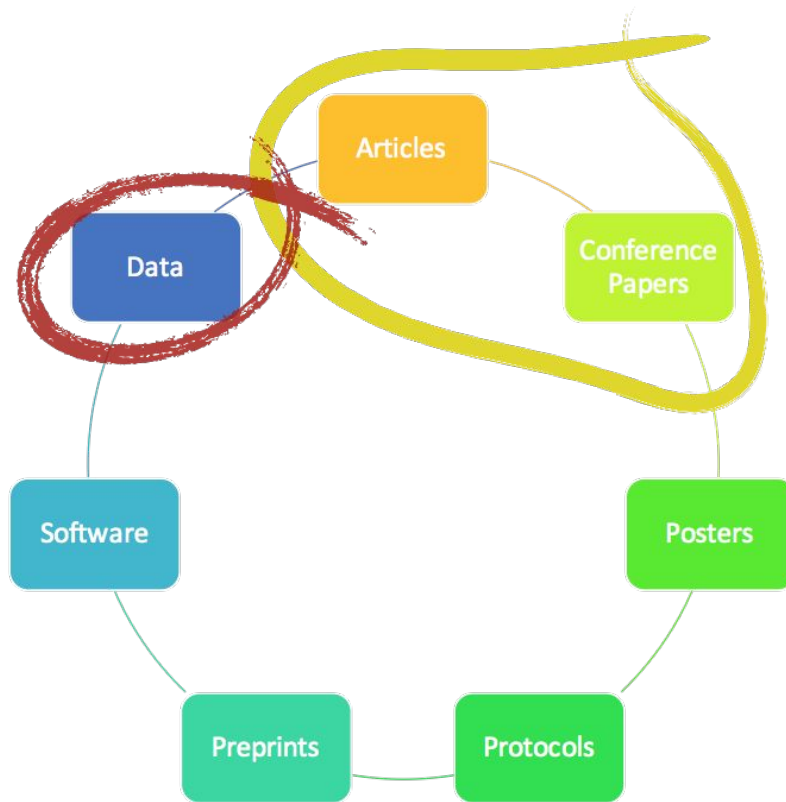 Articles
Data
Conference
Papers
Software
Posters
Preprints
Protocols